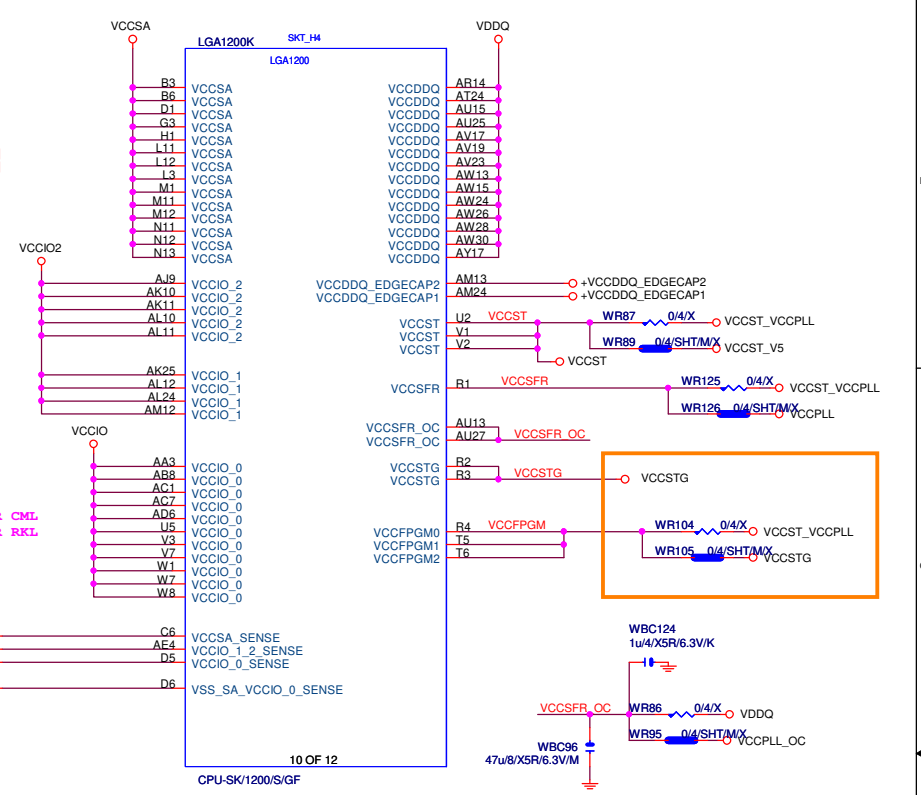 VCCSA
VDDQ
LGA1200K
SKT_H4
LGA1200
B3 VCCSA VCCDDQ AR14
B6 VCCSA VCCDDQ AT24
D1 VCCSA VCCDDQ AU15
G3 VCCSA VCCDDQ AU25
H1 VCCSA VCCDDQ AV17
L11 VCCSA VCCDDQ AV19
L12 VCCSA VCCDDQ AV23
L3 VCCSA VCCDDQ AW13
M1 VCCSA VCCDDQ AW15
M11 VCCSA VCCDDQ AW24
M12 VCCSA VCCDDQ AW26
N11 VCCSA VCCDDQ AW28
N12 VCCSA VCCDDQ AW30
N13 VCCSA VCCDDQ AY17
VCCIO2
AJ9 VCCIO_2 VCCDDQ_EDGECAP2 AM13 +VCCDDQ_EDGECAP2
AK10 VCCIO_2 VCCDDQ_EDGECAP1 AM24 +VCCDDQ_EDGECAP1
AK11 VCCIO_2
AL10 VCCIO_2 VCCST U2 VCCST WR87 0/4/X VCCST_VCCPLL
AL11 VCCIO_2 VCCST V1
VCCST V2 WR89 0/4/SHT/M/X VCCST_V5
VCCST
AK25 VCCIO_1
AL12 VCCIO_1 VCCSFR R1 VCCSFR WR125 0/4/X VCCST_VCCPLL
AL24 VCCIO_1
AM12 VCCIO_1 WR126 0/4/SHT/M/X VCCPLL
VCCIO
VCCSFR_OC AU13
VCCSFR_OC AU27 VCCSFR_OC
AA3 VCCIO_0 VCCSTG R2
AB8 VCCIO_0 VCCSTG R3 VCCSTG VCCSTG
AC1 VCCIO_0
AC7 VCCIO_0
AD6 VCCIO_0
R CML
U5 VCCIO_0 VCCFPGM0 R4 VCCFPGM WR104 0/4/X VCCST_VCCPLL
R RKL
V3 VCCIO_0 VCCFPGM1 T5
V7 VCCIO_0 VCCFPGM2 T6 WR105 0/4/SHT/M/X VCCSTG
W1 VCCIO_0
W7 VCCIO_0
W8 VCCIO_0
C6 VCCSA_SENSE
AE4 VCCIO_1_2_SENSE
D5 VCCIO_0_SENSE
D6 VSS_SA_VCCIO_0_SENSE
WBC124
1u/4/X5R/6.3V/K
VCCSFR_OC WR86 0/4/X VDDQ
WR95 0/4/SHT/M/X VCCPLL_OC
WBC96
47u/8/X5R/6.3V/M
10 OF 12
CPU-SK/1200/S/GF